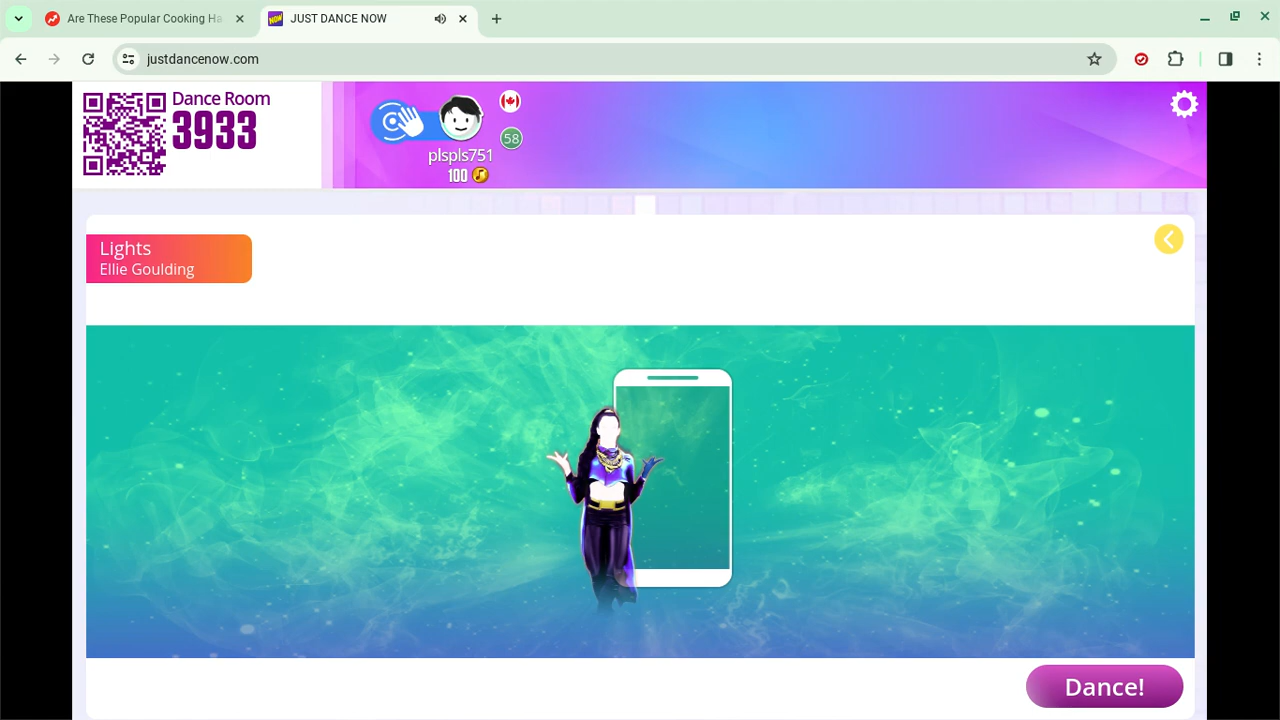 Are These Popular Cooking Ha
JUST DANCE NOW
justdancenow.com
Dance Room
3933
58
plspls751
100
Lights
Ellie Goulding
Dance!